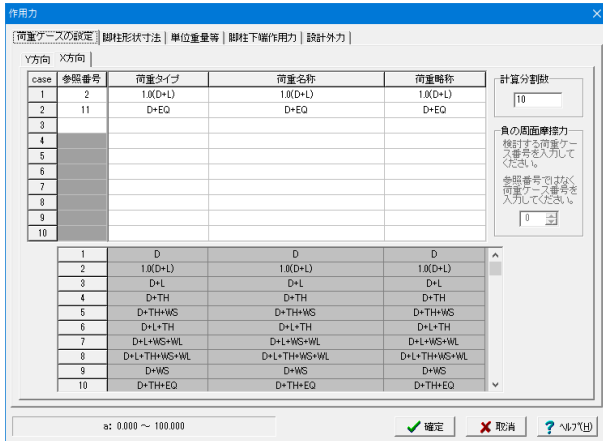 作用力
荷重ケースの設定 脚柱形状寸法 単位重量等 脚柱下端作用力 設計外力
Y方向 X方向
case 参照番号 荷重タイプ 荷重名称 荷重略称
1 2 1.0(D+L) 1.0(D+L) 1.0(D+L)
2 11 D+EQ D+EQ D+EQ
3
4
5
6
7
8
9
10
計算分割数
10
負の周面摩擦力
検討する荷重ケー
ス番号を入力して
ください。
参照番号ではなく
荷重ケース番号を
入力してください。
0
1 D D D
2 1.0(D+L) 1.0(D+L) 1.0(D+L)
3 D+L D+L D+L
4 D+TH D+TH D+TH
5 D+TH+WS D+TH+WS D+TH+WS
6 D+L+TH D+L+TH D+L+TH
7 D+L+WS+WL D+L+WS+WL D+L+WS+WL
8 D+L+TH+WS+WL D+L+TH+WS+WL D+L+TH+WS+WL
9 D+WS D+WS D+WS
10 D+TH+EQ D+TH+EQ D+TH+EQ
a: 0.000 ～ 100.000
確定 取消 ? ﾍﾙﾌﾟ(H)